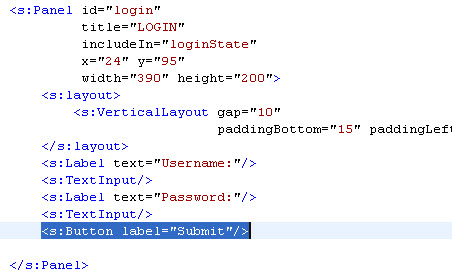 <s:Panel id="login"
title="LOGIN"
includeIn="loginState"
x="24" y="95"
width="390" height="200">
<s:layout>
<s:VerticalLayout gap="10"
paddingBottom="15" paddingLeft
</s:layout>
<s:Label text="Username:"/>
<s:TextInput/>
<s:Label text="Password:"/>
<s:TextInput/>
<s:Button label="Submit"/>
</s:Panel>